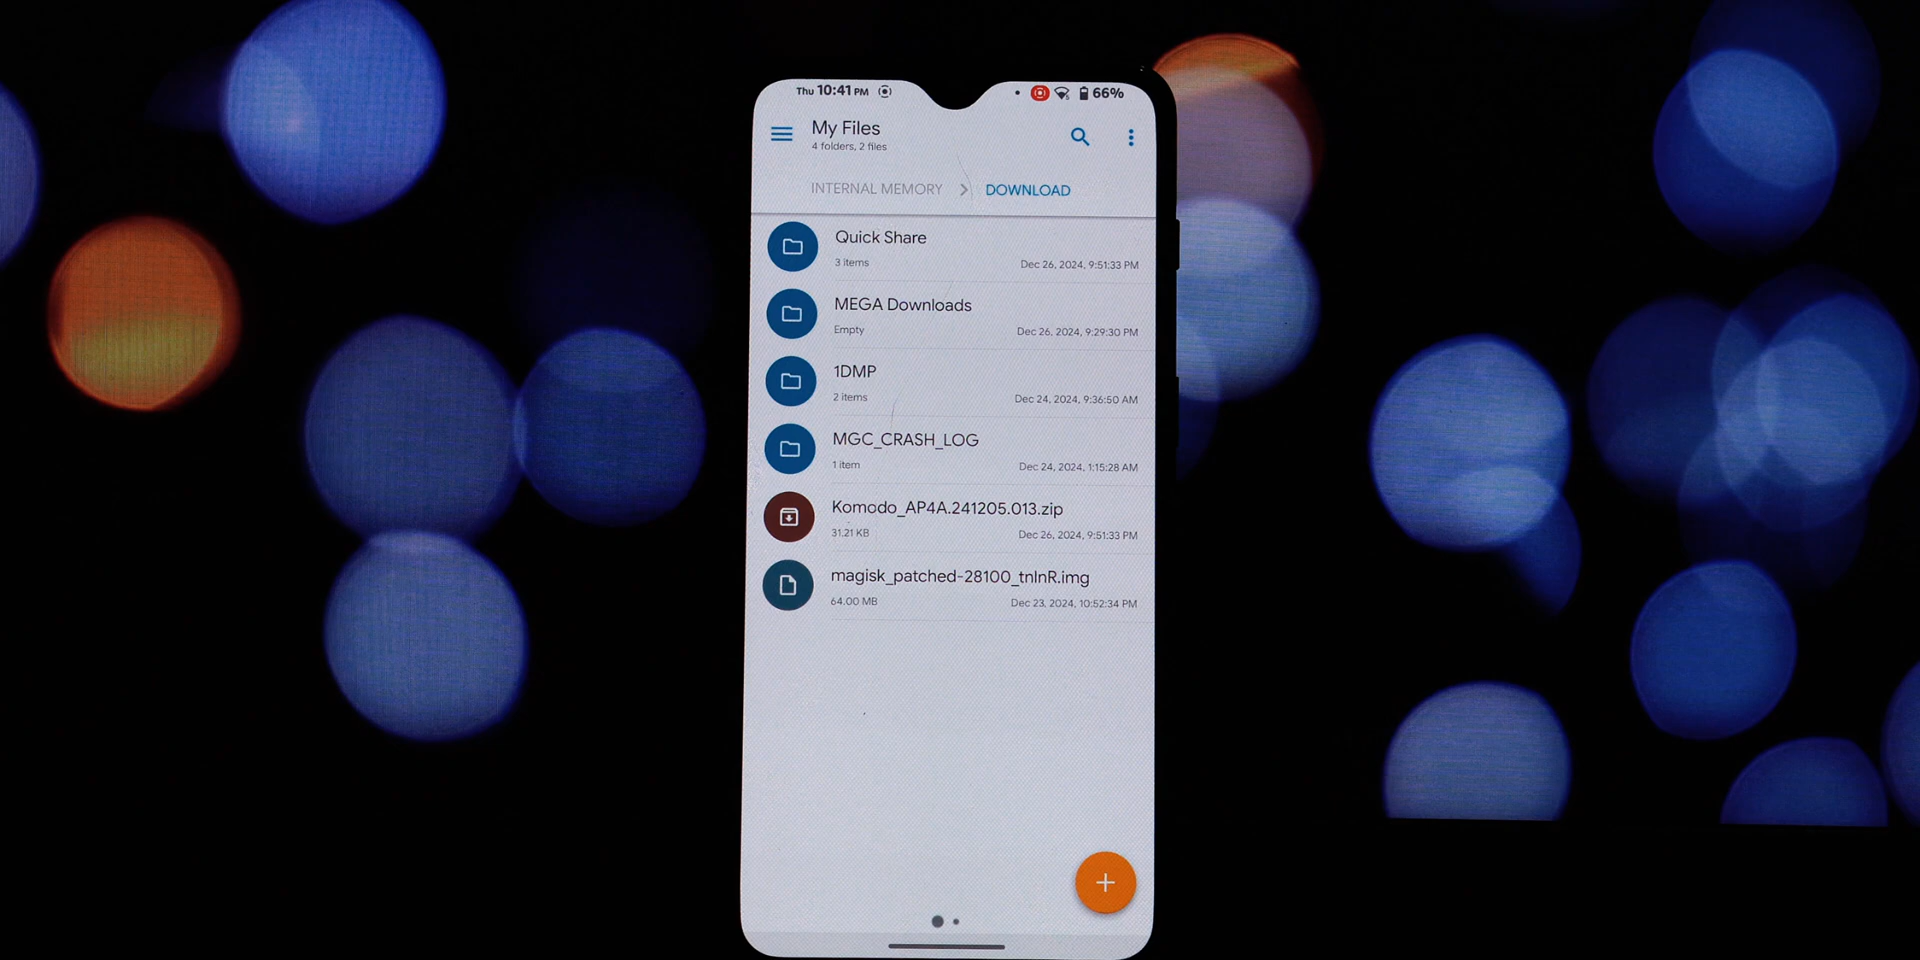 Thu 10:41 PM 66%
My Files
4 folders, 2 files
INTERNAL MEMORY > DOWNLOAD
Quick Share
3 items Dec 26, 2024, 9:51:33 PM
MEGA Downloads
Empty Dec 26, 2024, 9:29:30 PM
1DMP
2 items Dec 24, 2024, 9:36:50 AM
MGC_CRASH_LOG
1 item Dec 24, 2024, 1:15:28 AM
Komodo_AP4A.241205.013.zip
31.21 KB Dec 26, 2024, 9:51:33 PM
magisk_patched-28100_tnlnR.img
64.00 MB Dec 23, 2024, 10:52:34 PM